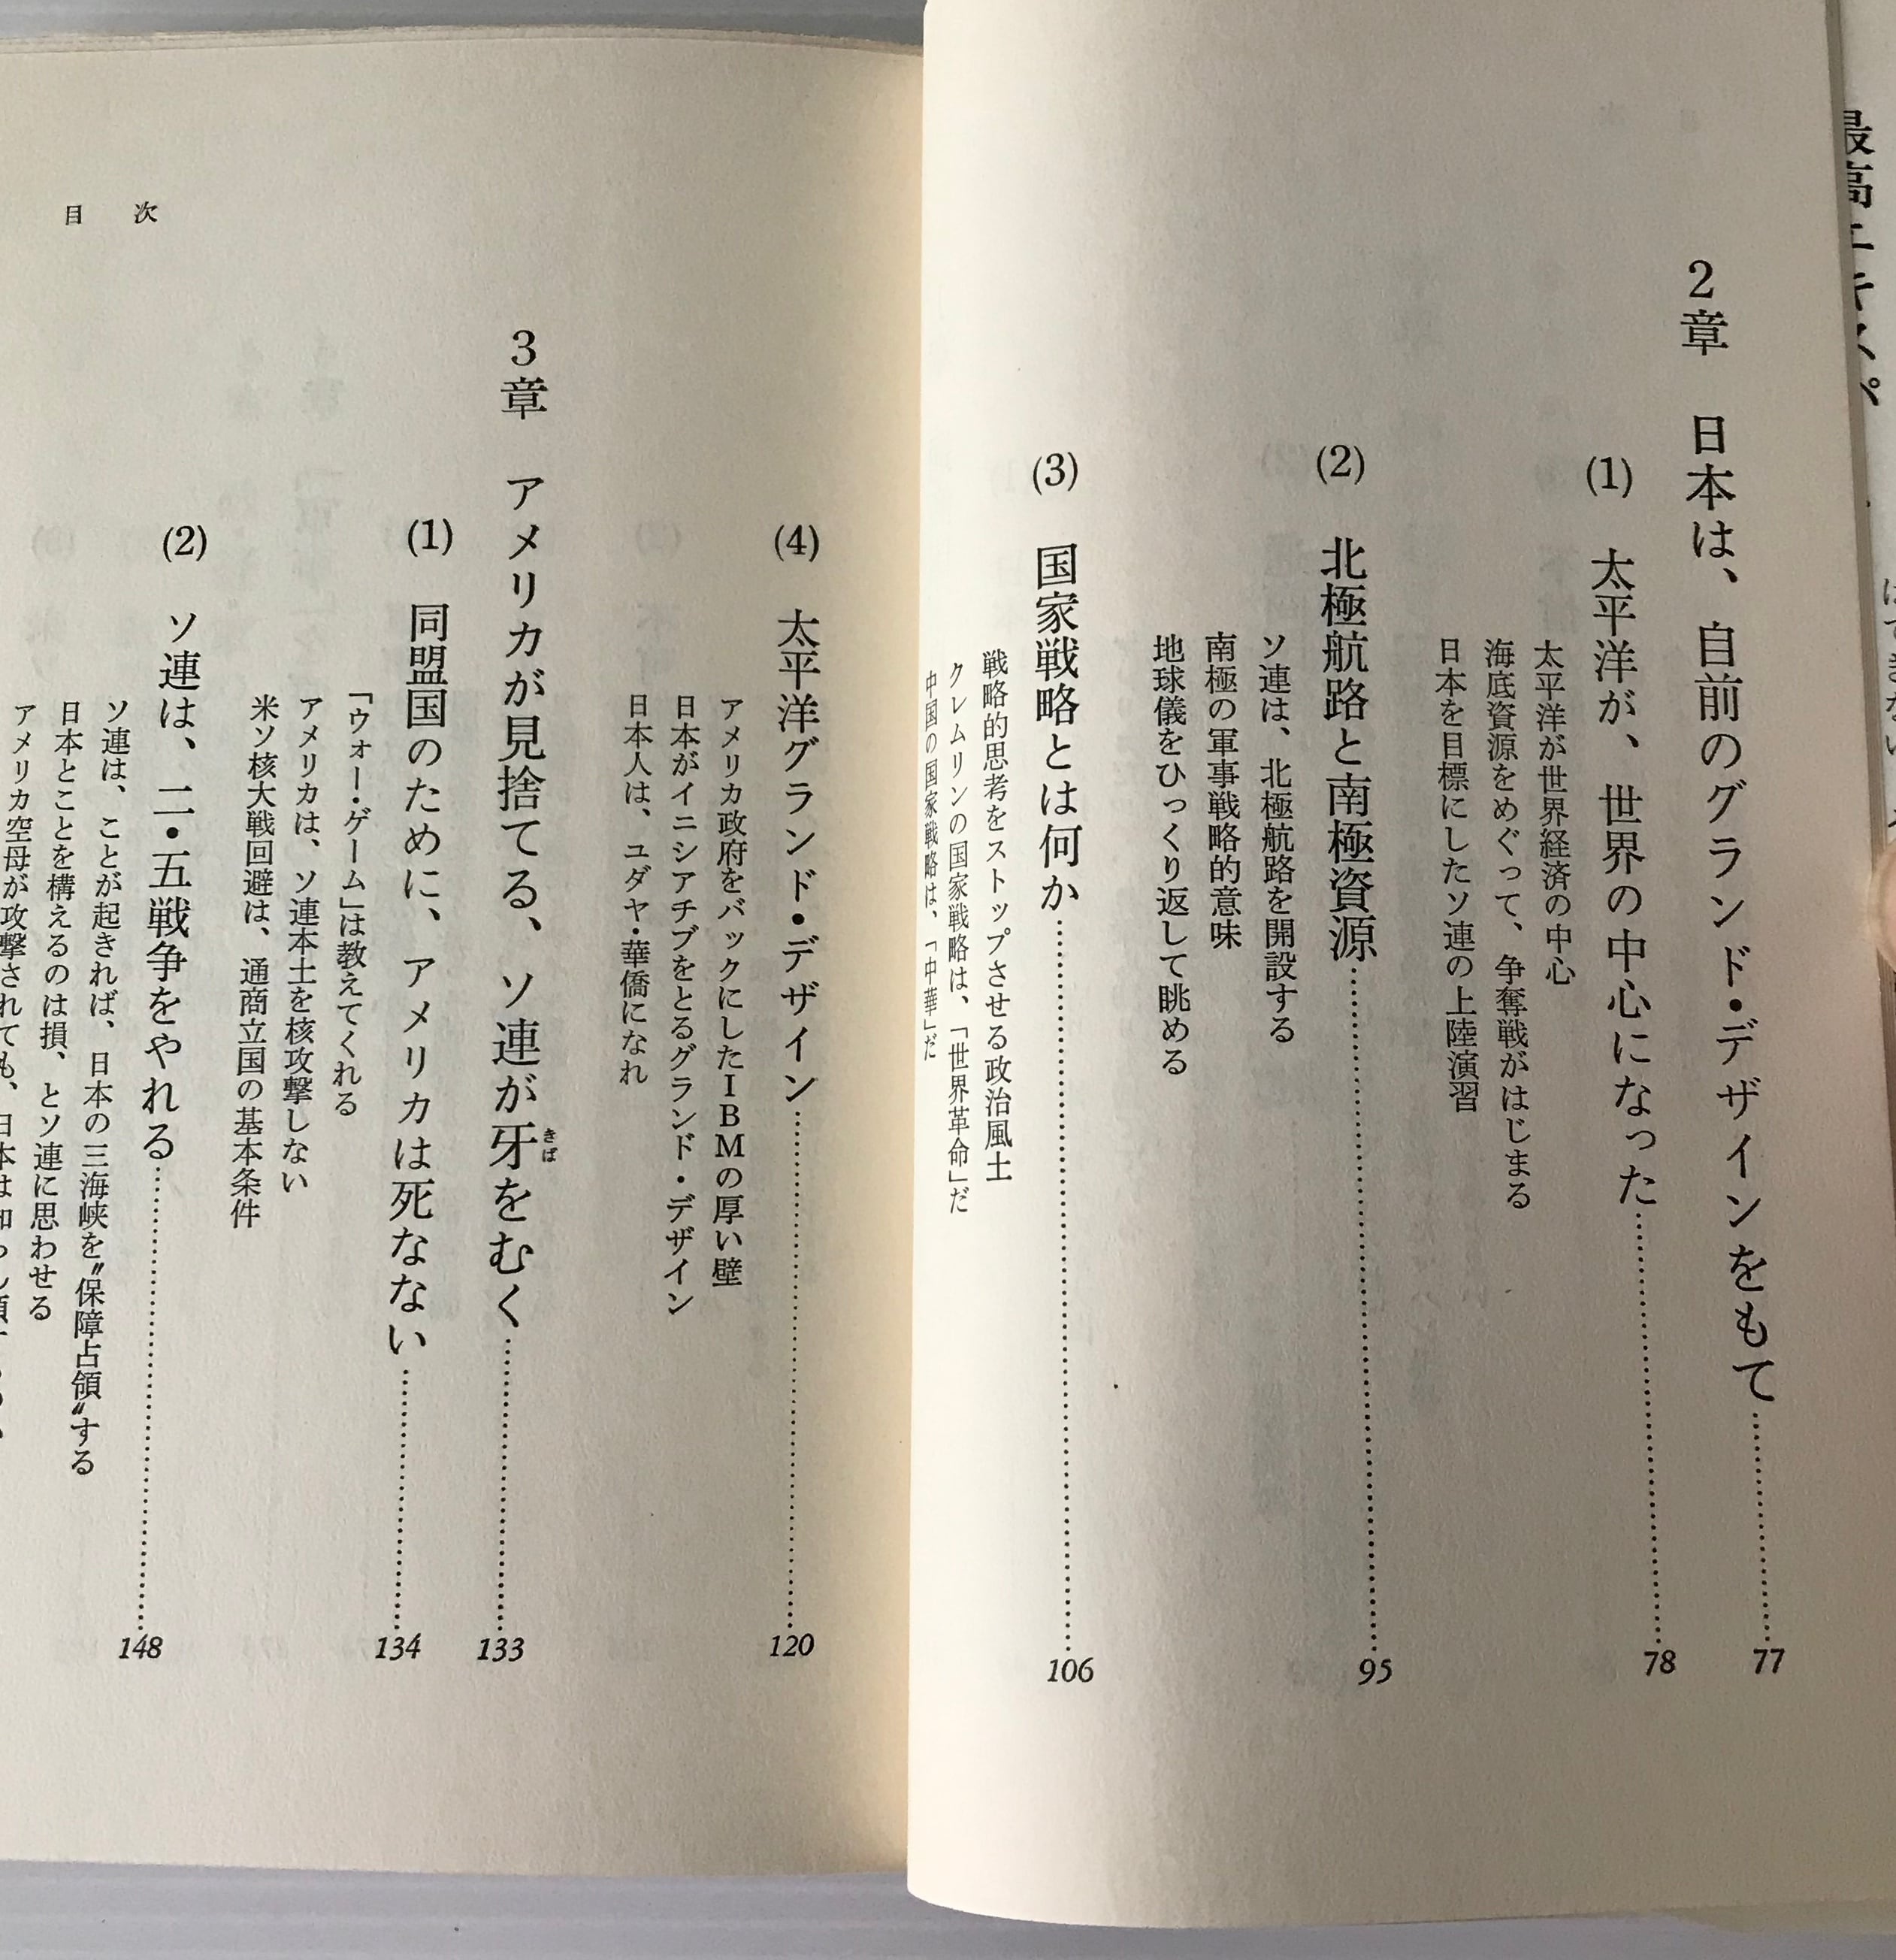 最高エキスパ
2章 日本は、自前のグランド・デザインをもて……77
(1) 太平洋が、世界の中心になった……78
太平洋が世界経済の中心
海底資源をめぐって、争奪戦がはじまる
日本を目標にしたソ連の上陸演習
(2) 北極航路と南極資源……95
ソ連は、北極航路を開設する
南極の軍事戦略的意味
地球儀をひっくり返して眺める
(3) 国家戦略とは何か……106
戦略的思考をストップさせる政治風土
クレムリンの国家戦略は、「世界革命」だ
中国の国家戦略は、「中華」だ
(4) 太平洋グランド・デザイン……120
アメリカ政府をバックにしたIBMの厚い壁
日本がイニシアチブをとるグランド・デザイン
日本人は、ユダヤ・華僑になれ
3章 アメリカが見捨てる、ソ連が牙をむく……133
きば
(1) 同盟国のために、アメリカは死なない……134
「ウォー・ゲーム」は教えてくれる
アメリカは、ソ連本土を核攻撃しない
米ソ核大戦回避は、通商立国の基本条件
(2) ソ連は、二・五戦争をやれる……148
ソ連は、ことが起きれば、日本の三海峡を〝保障占領〟する
日本とことを構えるのは損、とソ連に思わせる
アメリカ空母が攻撃されても、日本は
目次